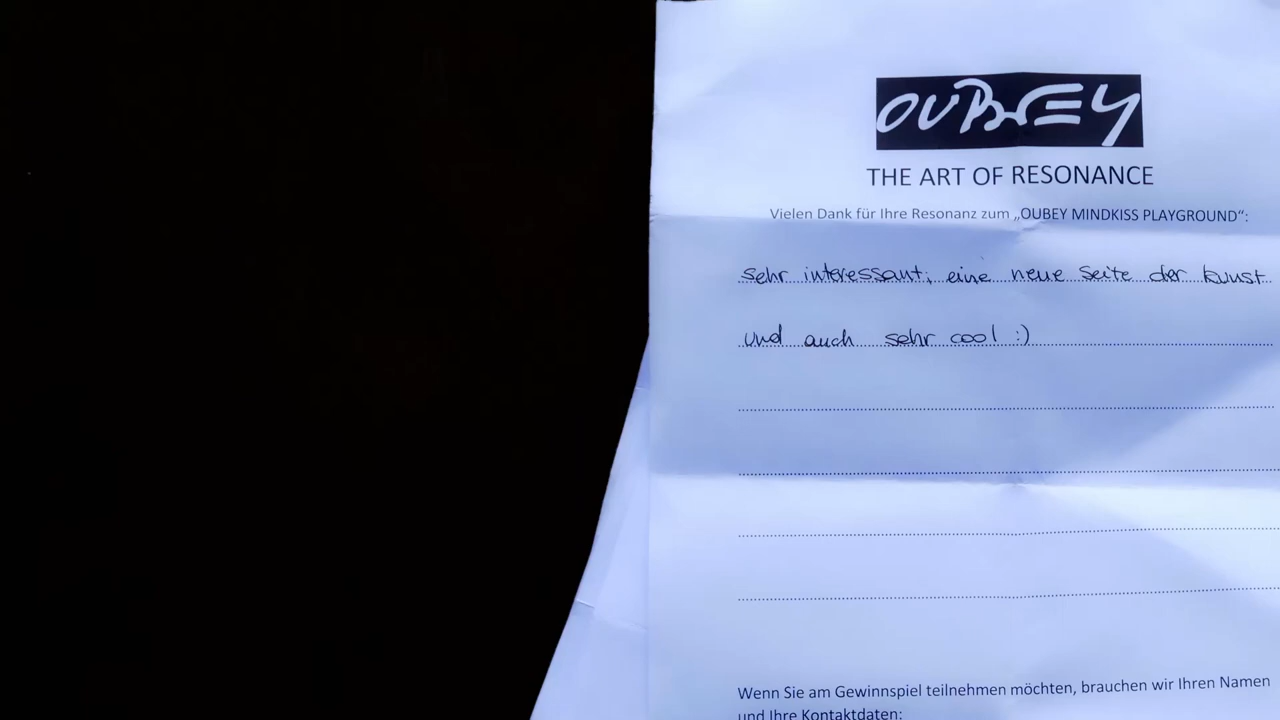 OUBEY
THE ART OF RESONANCE
Vielen Dank für Ihre Resonanz zum „OUBEY MINDKISS PLAYGROUND“:
Sehr interessant, eine neue Seite der Kunst
und auch sehr cool :)
Wenn Sie am Gewinnspiel teilnehmen möchten, brauchen wir Ihren Namen
und Ihre Kontaktdaten: